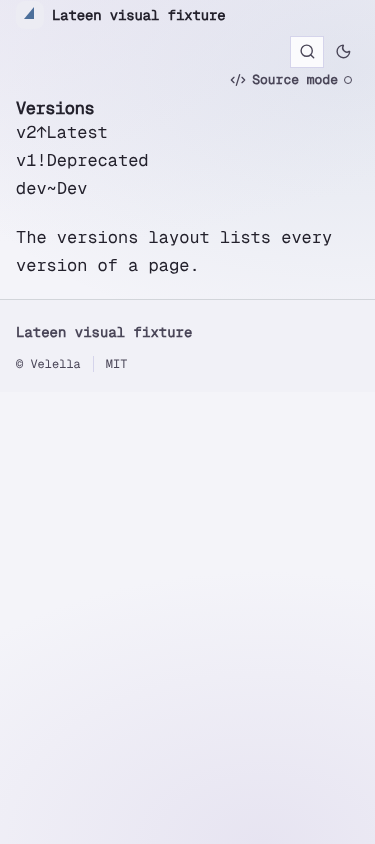 Lateen visual fixture
</> Source mode
Versions
v2↑Latest
v1!Deprecated
dev~Dev
The versions layout lists every
version of a page.
Lateen visual fixture
© Velella
MIT